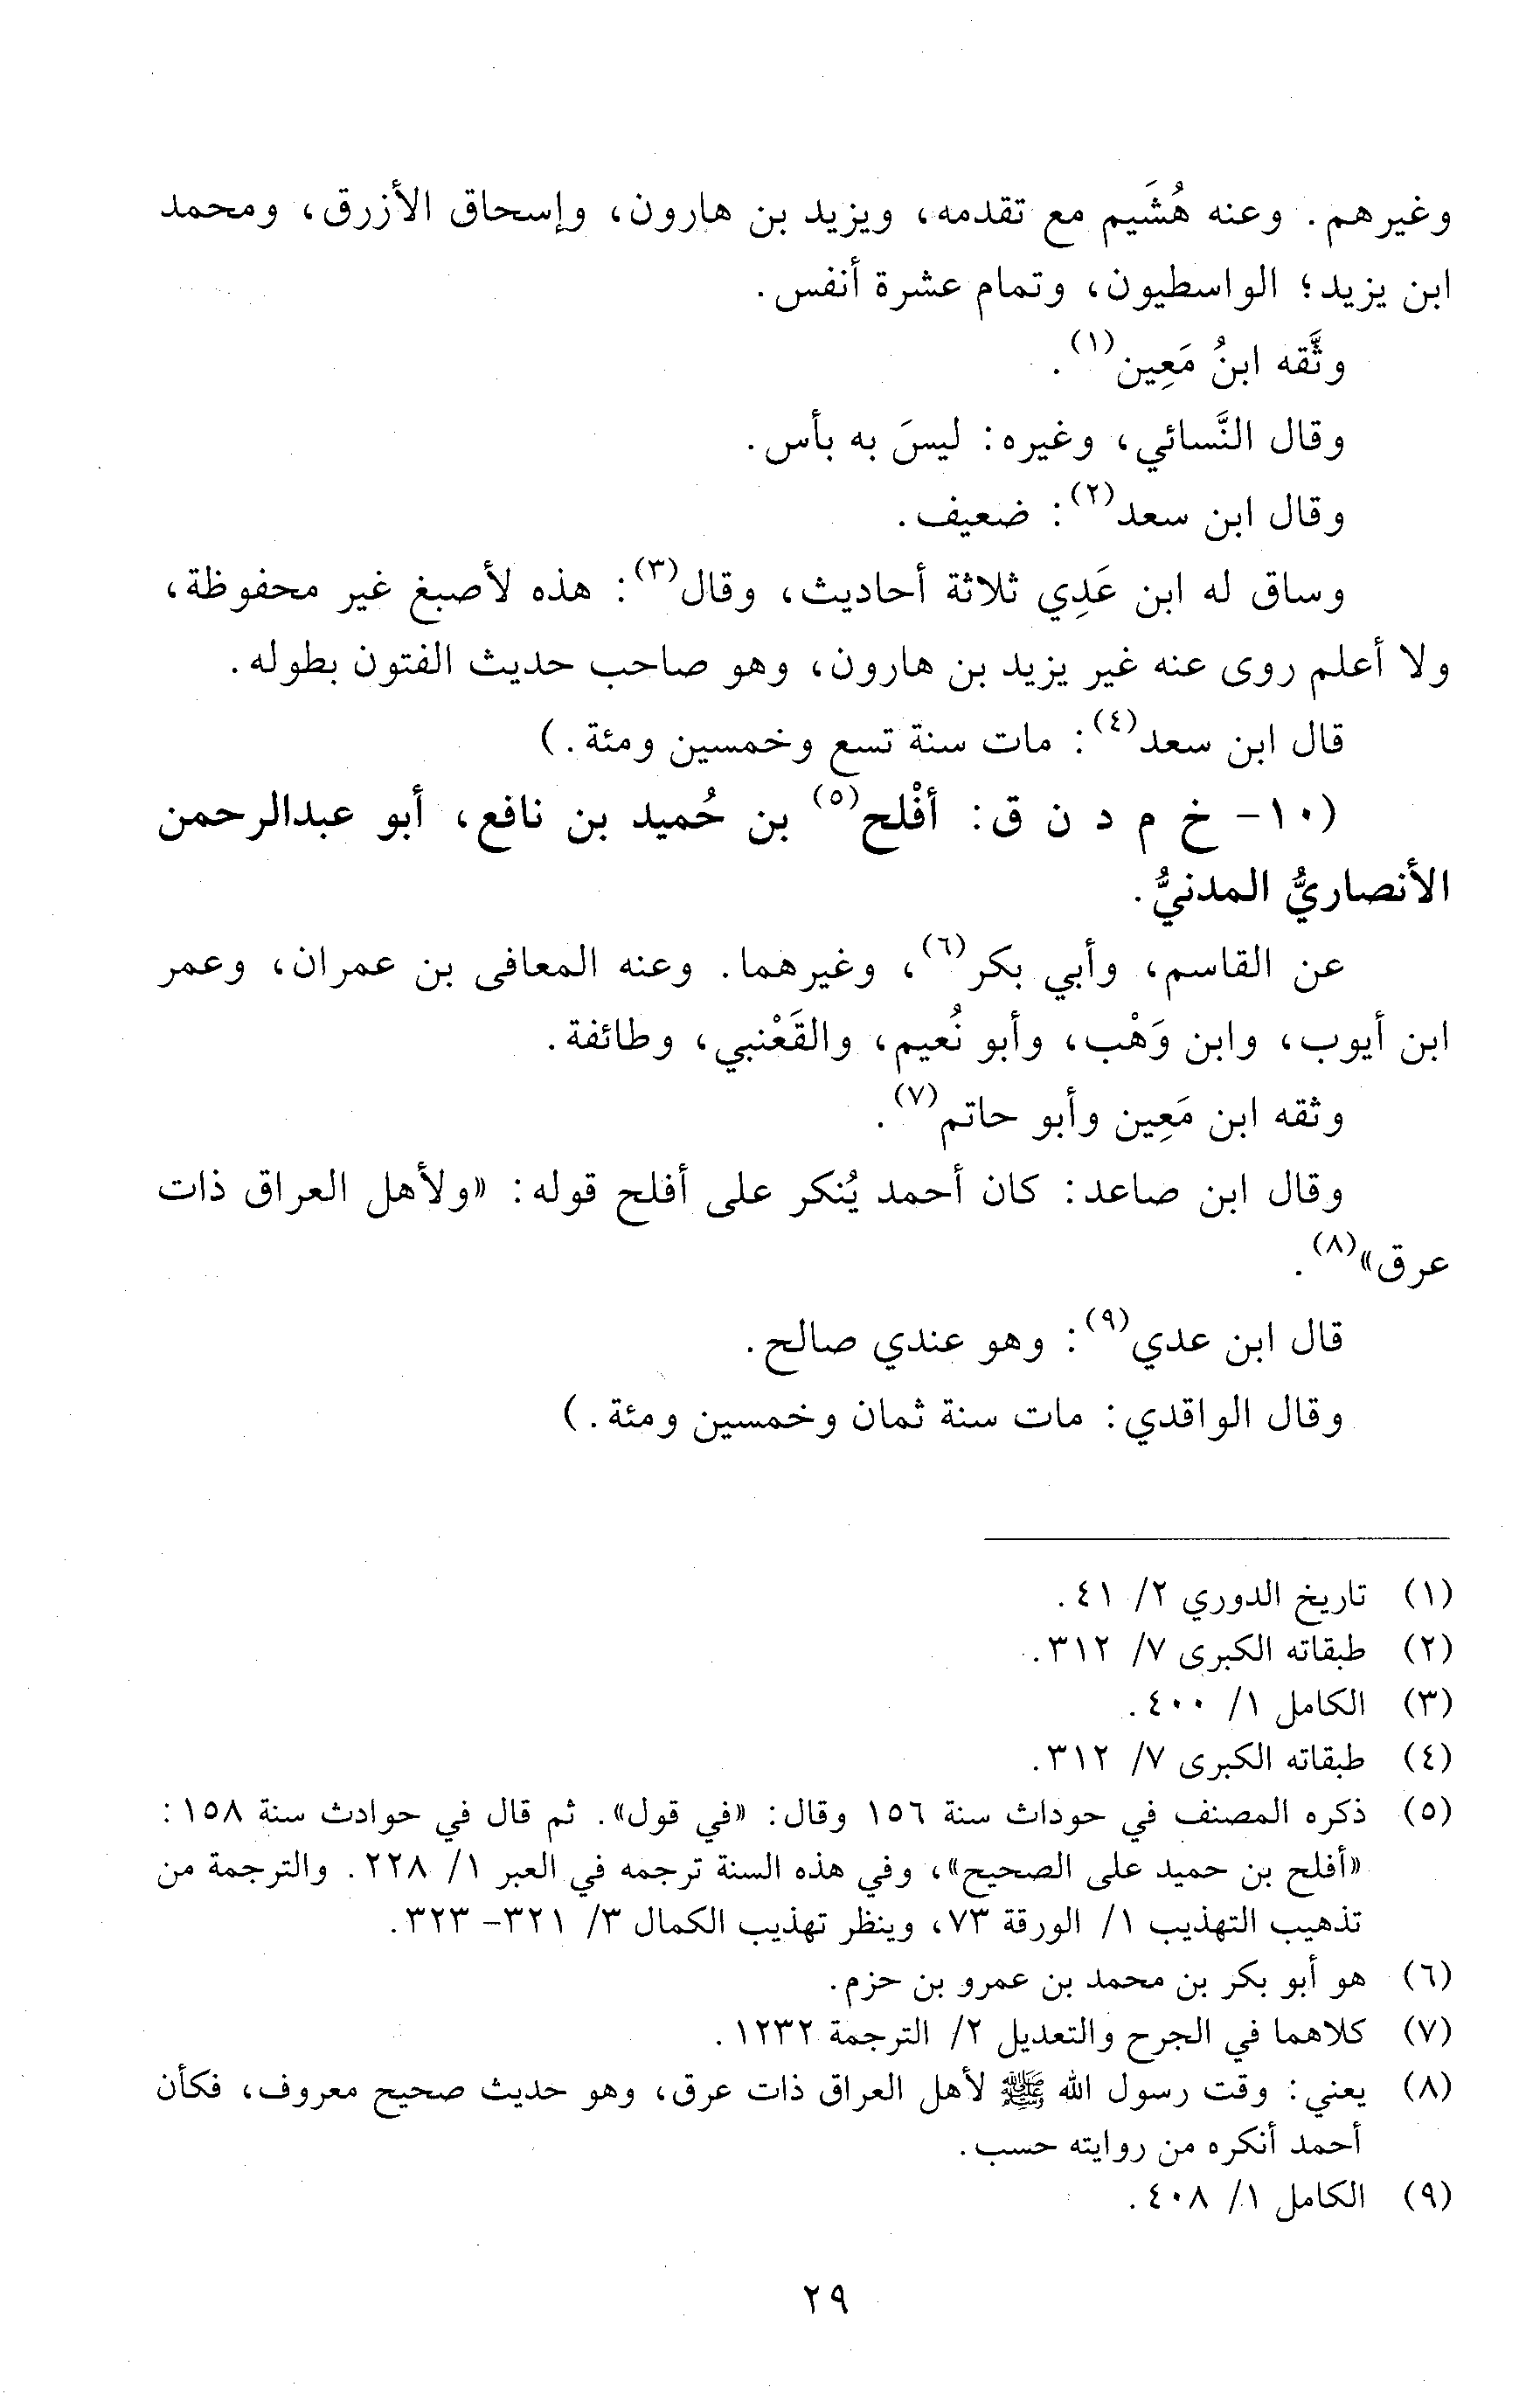 وغيرهم. وعنه هُشَيم مع تقدمه، ويزيد بن هارون، وإسحاق الأزرق، ومحمد
ابن يزيد؛ الواسطيون، وتمام عشرة أنفس.
وثَّقه ابنُ مَعِين(١).
وقال النَّسائي، وغيره: ليسَ به بأس.
وقال ابن سعد(٢): ضعيف.
وساق له ابن عَدِي ثلاثة أحاديث، وقال(٣): هذه لأصبغ غير محفوظة،
ولا أعلم روى عنه غير يزيد بن هارون، وهو صاحب حديث الفتون بطوله.
قال ابن سعد(٤): مات سنة تسع وخمسين ومئة.)
(١٠- خ م د ن ق: أفْلح(٥) بن حُميد بن نافع، أبو عبدالرحمن
الأنصاريُّ المدنيُّ.
عن القاسم، وأبي بكر(٦)، وغيرهما. وعنه المعافى بن عمران، وعمر
ابن أيوب، وابن وَهْب، وأبو نُعيم، والقَعْنبي، وطائفة.
وثقه ابن مَعِين وأبو حاتم(٧).
وقال ابن صاعد: كان أحمد يُنكر على أفلح قوله: «ولأهل العراق ذات
عرق»(٨).
قال ابن عدي(٩): وهو عندي صالح.
وقال الواقدي: مات سنة ثمان وخمسين ومئة.)
(١) تاريخ الدوري ٢/ ٤١.
(٢) طبقاته الكبرى ٧/ ٣١٢.
(٣) الكامل ١/ ٤٠٠.
(٤) طبقاته الكبرى ٧/ ٣١٢.
(٥) ذكره المصنف في حوداث سنة ١٥٦ وقال: «في قول». ثم قال في حوادث سنة ١٥٨:
«أفلح بن حميد على الصحيح»، وفي هذه السنة ترجمه في العبر ١/ ٢٢٨. والترجمة من
تذهيب التهذيب ١/ الورقة ٧٣، وينظر تهذيب الكمال ٣/ ٣٢١- ٣٢٣.
(٦) هو أبو بكر بن محمد بن عمرو بن حزم.
(٧) كلاهما في الجرح والتعديل ٢/ الترجمة ١٢٣٢.
(٨) يعني: وقت رسول الله ﷺ لأهل العراق ذات عرق، وهو حديث صحيح معروف، فكأن
أحمد أنكره من روايته حسب.
(٩) الكامل ١/ ٤٠٨.
٢٩